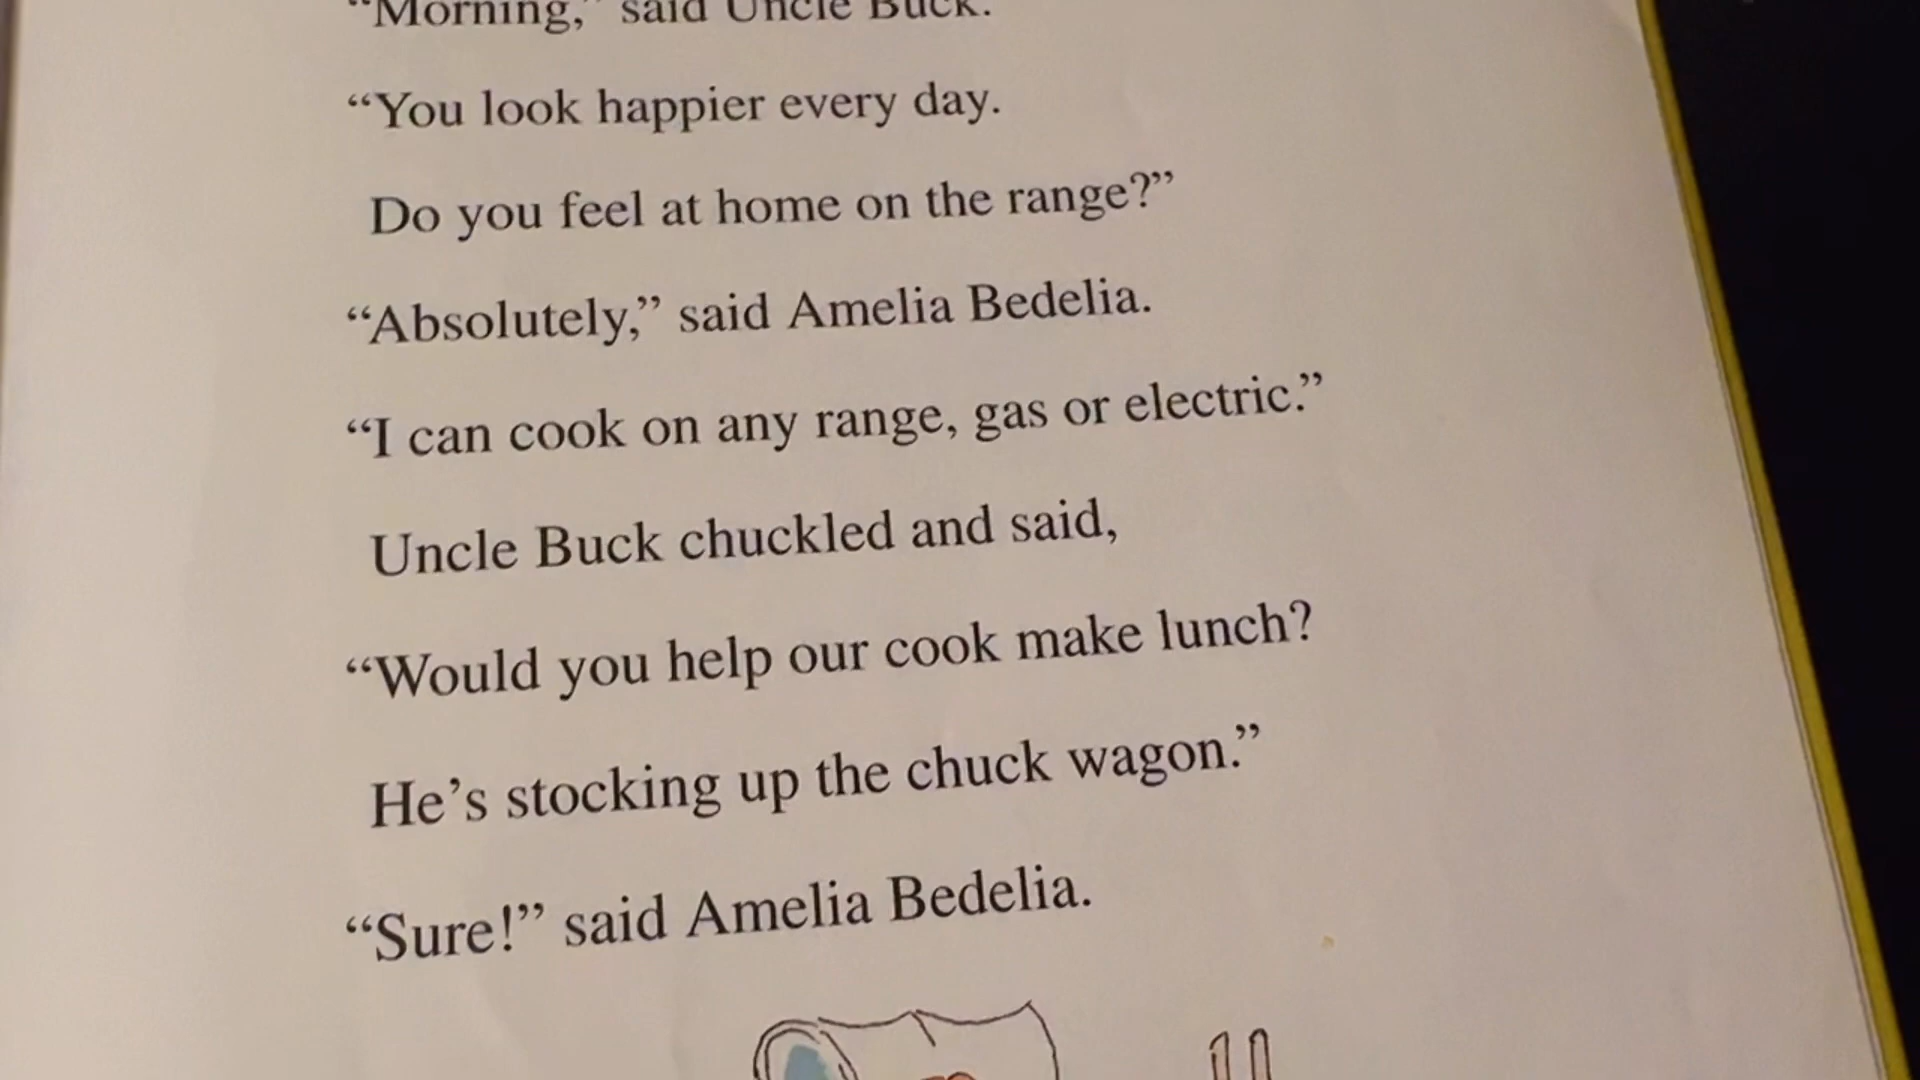 “Morning,” said Uncle Buck.
“You look happier every day.
Do you feel at home on the range?”
“Absolutely,” said Amelia Bedelia.
“I can cook on any range, gas or electric.”
Uncle Buck chuckled and said,
“Would you help our cook make lunch?
He’s stocking up the chuck wagon.”
“Sure!” said Amelia Bedelia.